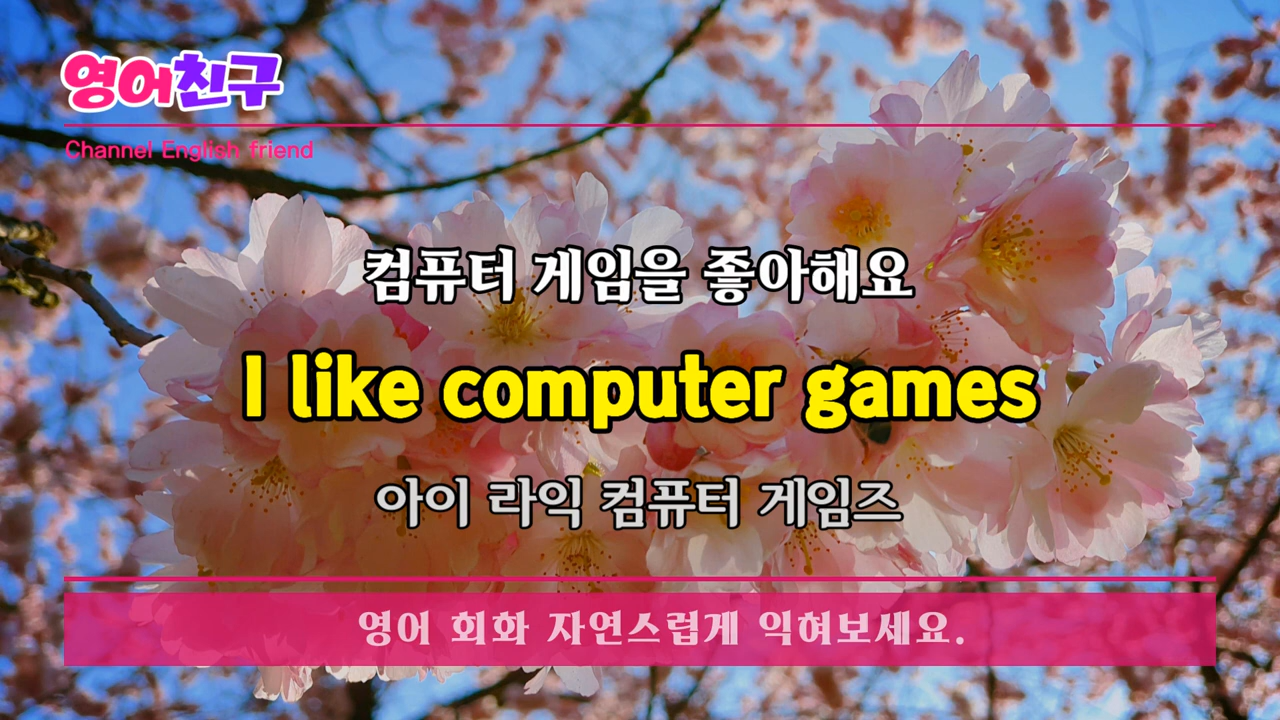 영어친구
Channel English friend
컴퓨터 게임을 좋아해요
I like computer games
아이 라익 컴퓨터 게임즈
영어 회화 자연스럽게 익혀보세요.